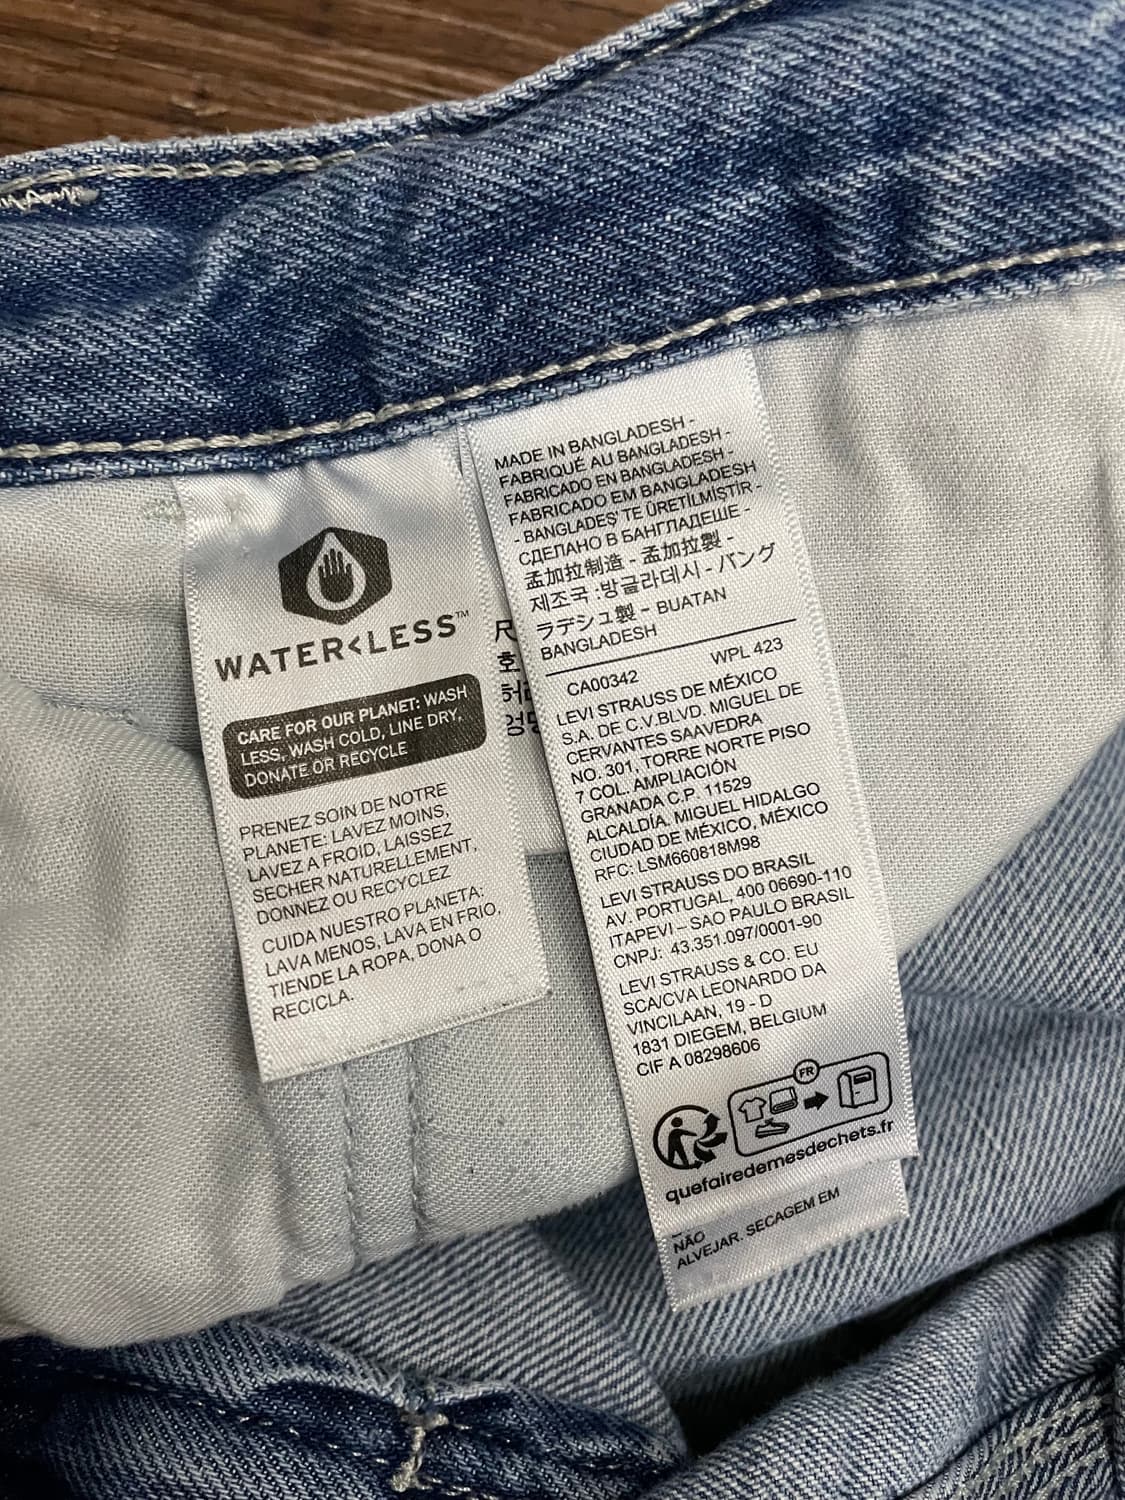 WATER<LESS™
CARE FOR OUR PLANET: WASH
LESS, WASH COLD, LINE DRY,
DONATE OR RECYCLE
PRENEZ SOIN DE NOTRE
PLANETE: LAVEZ MOINS,
LAVEZ A FROID, LAISSEZ
SECHER NATURELLEMENT,
DONNEZ OU RECYCLEZ
CUIDA NUESTRO PLANETA:
LAVA MENOS, LAVA EN FRIO,
TIENDE LA ROPA, DONA O
RECICLA.
尺
호
허리
엉덩
MADE IN BANGLADESH -
FABRIQUÉ AU BANGLADESH -
FABRICADO EN BANGLADESH -
FABRICADO EM BANGLADESH
- BANGLADEŞ' TE ÜRETİLMİŞTİR -
СДЕЛАНО В БАНГЛАДЕШЕ -
孟加拉制造 - 孟加拉製 -
제조국 :방글라데시 - バング
ラデシュ製 - BUATAN
BANGLADESH
CA00342 WPL 423
LEVI STRAUSS DE MÉXICO
S.A. DE C.V.BLVD. MIGUEL DE
CERVANTES SAAVEDRA
NO. 301, TORRE NORTE PISO
7 COL. AMPLIACIÓN
GRANADA C.P. 11529
ALCALDÍA. MIGUEL HIDALGO
CIUDAD DE MÉXICO, MÉXICO
RFC: LSM660818M98
LEVI STRAUSS DO BRASIL
AV. PORTUGAL, 400 06690-110
ITAPEVI – SAO PAULO BRASIL
CNPJ: 43.351.097/0001-90
LEVI STRAUSS & CO. EU
SCA/CVA LEONARDO DA
VINCILAAN, 19 - D
1831 DIEGEM, BELGIUM
CIF A 08298606
FR
quefairedemesdechets.fr
NÃO
ALVEJAR. SECAGEM EM